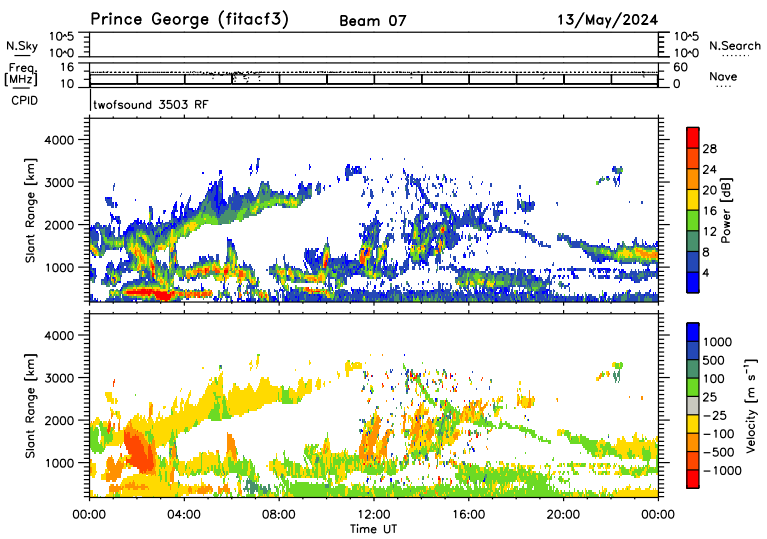 Prince George (fitacf3) Beam 07 13/May/2024
N.Sky 10^5 10^5 N.Search
10^0 10^0
Freq. 16 60
[MHz] 10 0 Nave
CPID twofsound 3503 RF
4000
3000
2000
1000
Slant Range [km]
28
24
20
16
12
8
4
Power [dB]
4000
3000
2000
1000
Slant Range [km]
1000
500
100
25
-25
-100
-500
-1000
Velocity [m s⁻¹]
00:00 04:00 08:00 12:00 16:00 20:00 00:00
Time UT